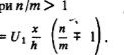 при n/m > 1
= U₁ x/h (n/m ∓ 1).